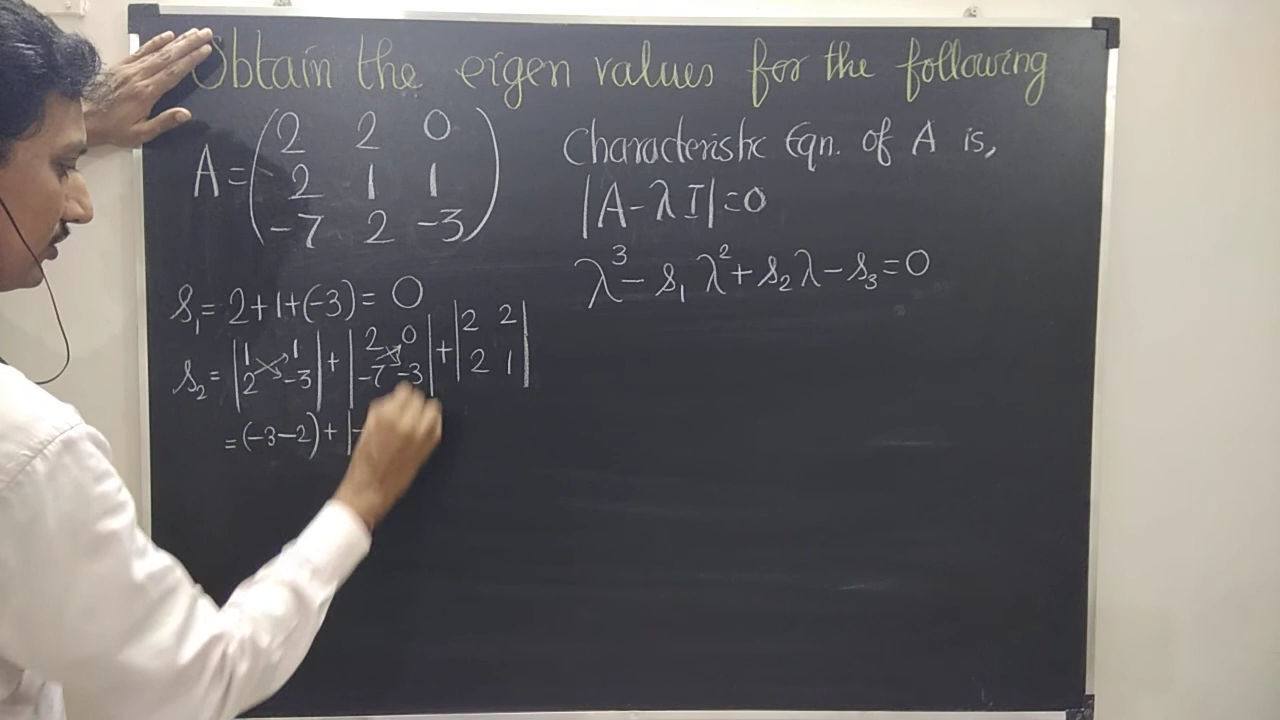 Obtain the eigen values for the following
A = ( 2 2 0
2 1 1
-7 2 -3 )
Characteristic Eqn. of A is,
|A-λI|=0
λ³ - s₁λ² + s₂λ - s₃ = 0
s₁ = 2+1+(-3) = 0
s₂ = |1 1; 2 -3| + |2 0; -7 -3| + |2 2; 2 1|
= (-3-2) + |-